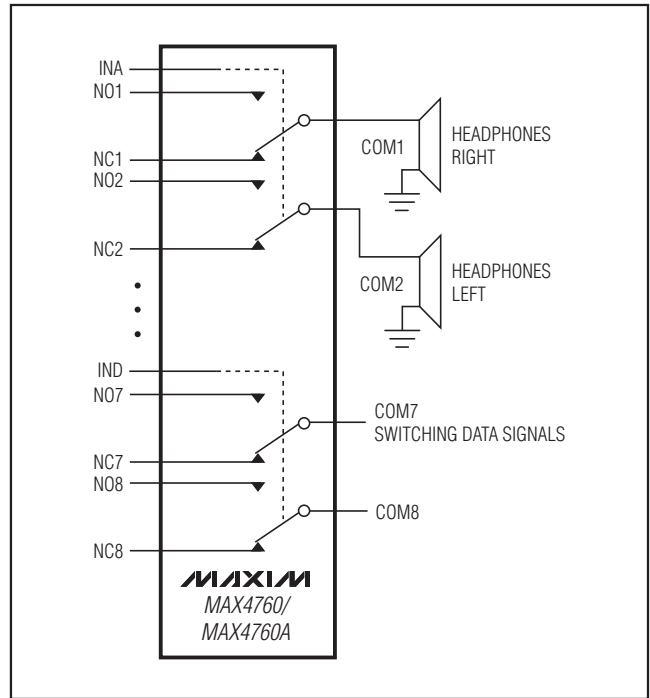 INA
NO1
NC1
NO2
NC2
COM1
HEADPHONES
RIGHT
COM2
HEADPHONES
LEFT
IND
NO7
NC7
NO8
NC8
COM7
SWITCHING DATA SIGNALS
COM8
MAXIM
MAX4760/
MAX4760A